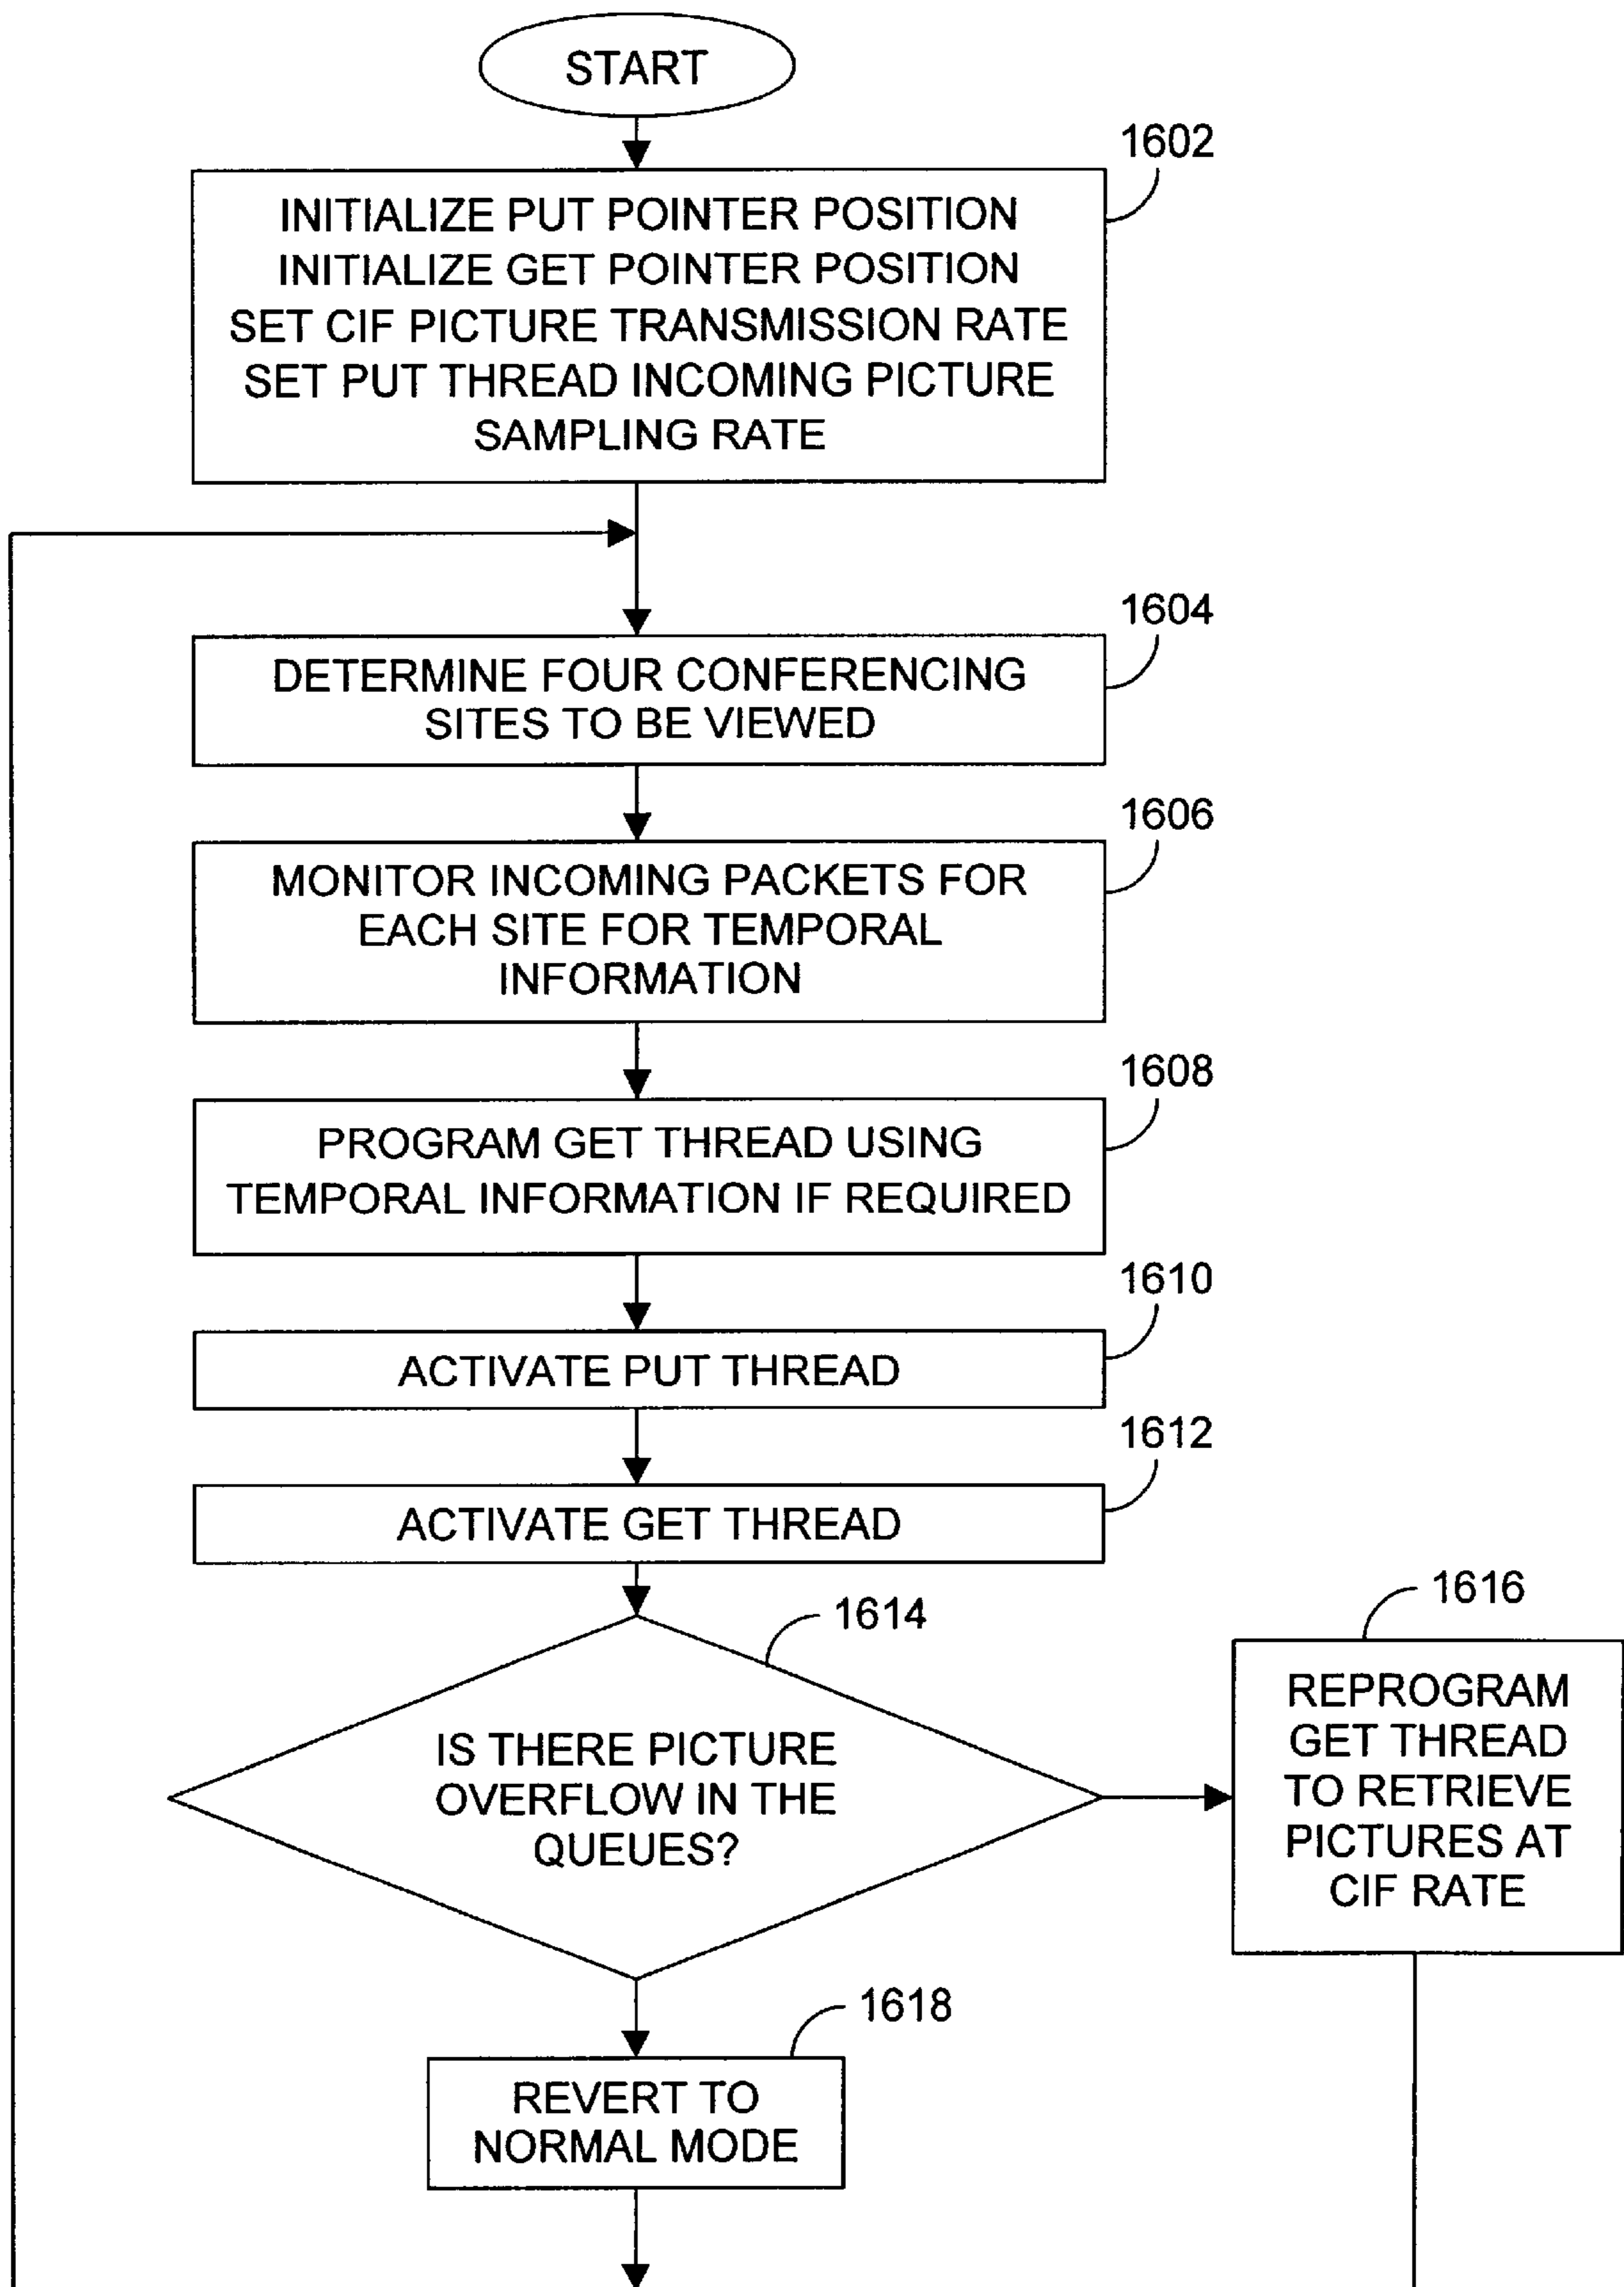 START
1602
INITIALIZE PUT POINTER POSITION
INITIALIZE GET POINTER POSITION
SET CIF PICTURE TRANSMISSION RATE
SET PUT THREAD INCOMING PICTURE
SAMPLING RATE
1604
DETERMINE FOUR CONFERENCING
SITES TO BE VIEWED
1606
MONITOR INCOMING PACKETS FOR
EACH SITE FOR TEMPORAL
INFORMATION
1608
PROGRAM GET THREAD USING
TEMPORAL INFORMATION IF REQUIRED
1610
ACTIVATE PUT THREAD
1612
ACTIVATE GET THREAD
1614
IS THERE PICTURE
OVERFLOW IN THE
QUEUES?
1616
REPROGRAM
GET THREAD
TO RETRIEVE
PICTURES AT
CIF RATE
1618
REVERT TO
NORMAL MODE